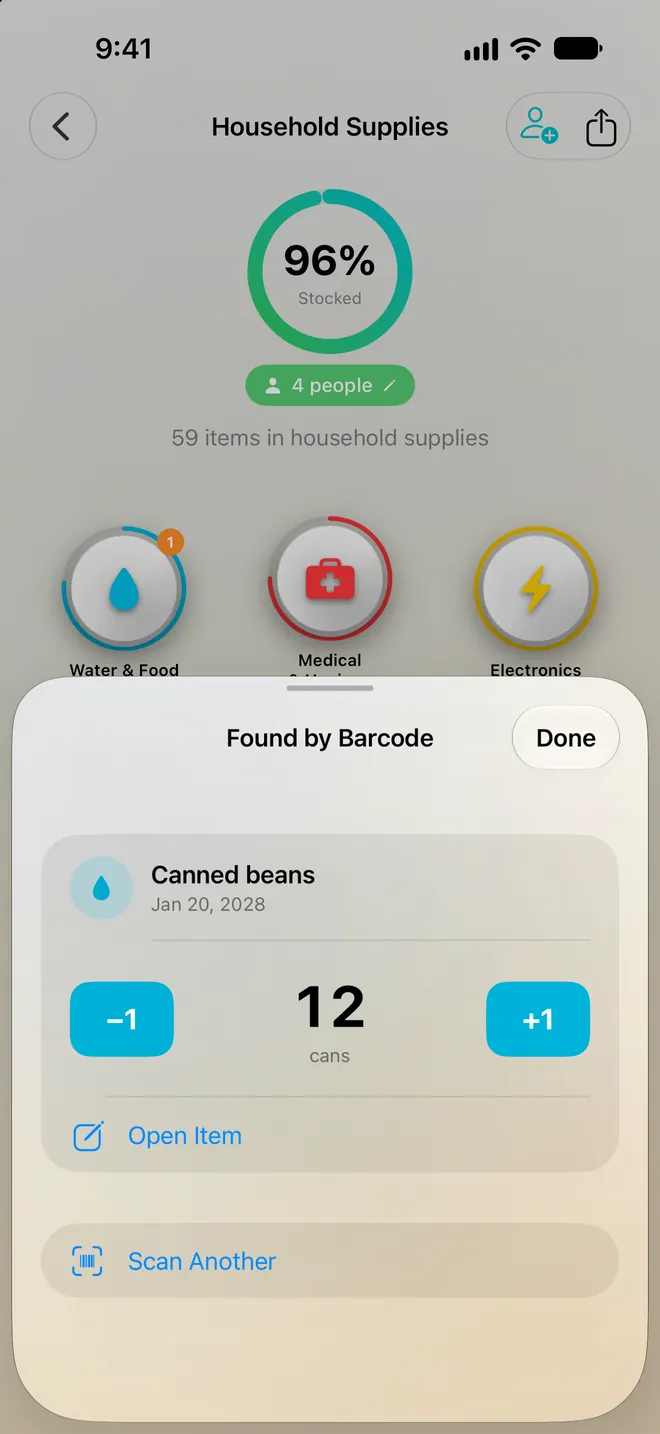 9:41
Household Supplies
96%
Stocked
4 people
59 items in household supplies
1
Water & Food
Medical
Electronics
Found by Barcode
Done
Canned beans
Jan 20, 2028
–1
12
+1
cans
Open Item
Scan Another